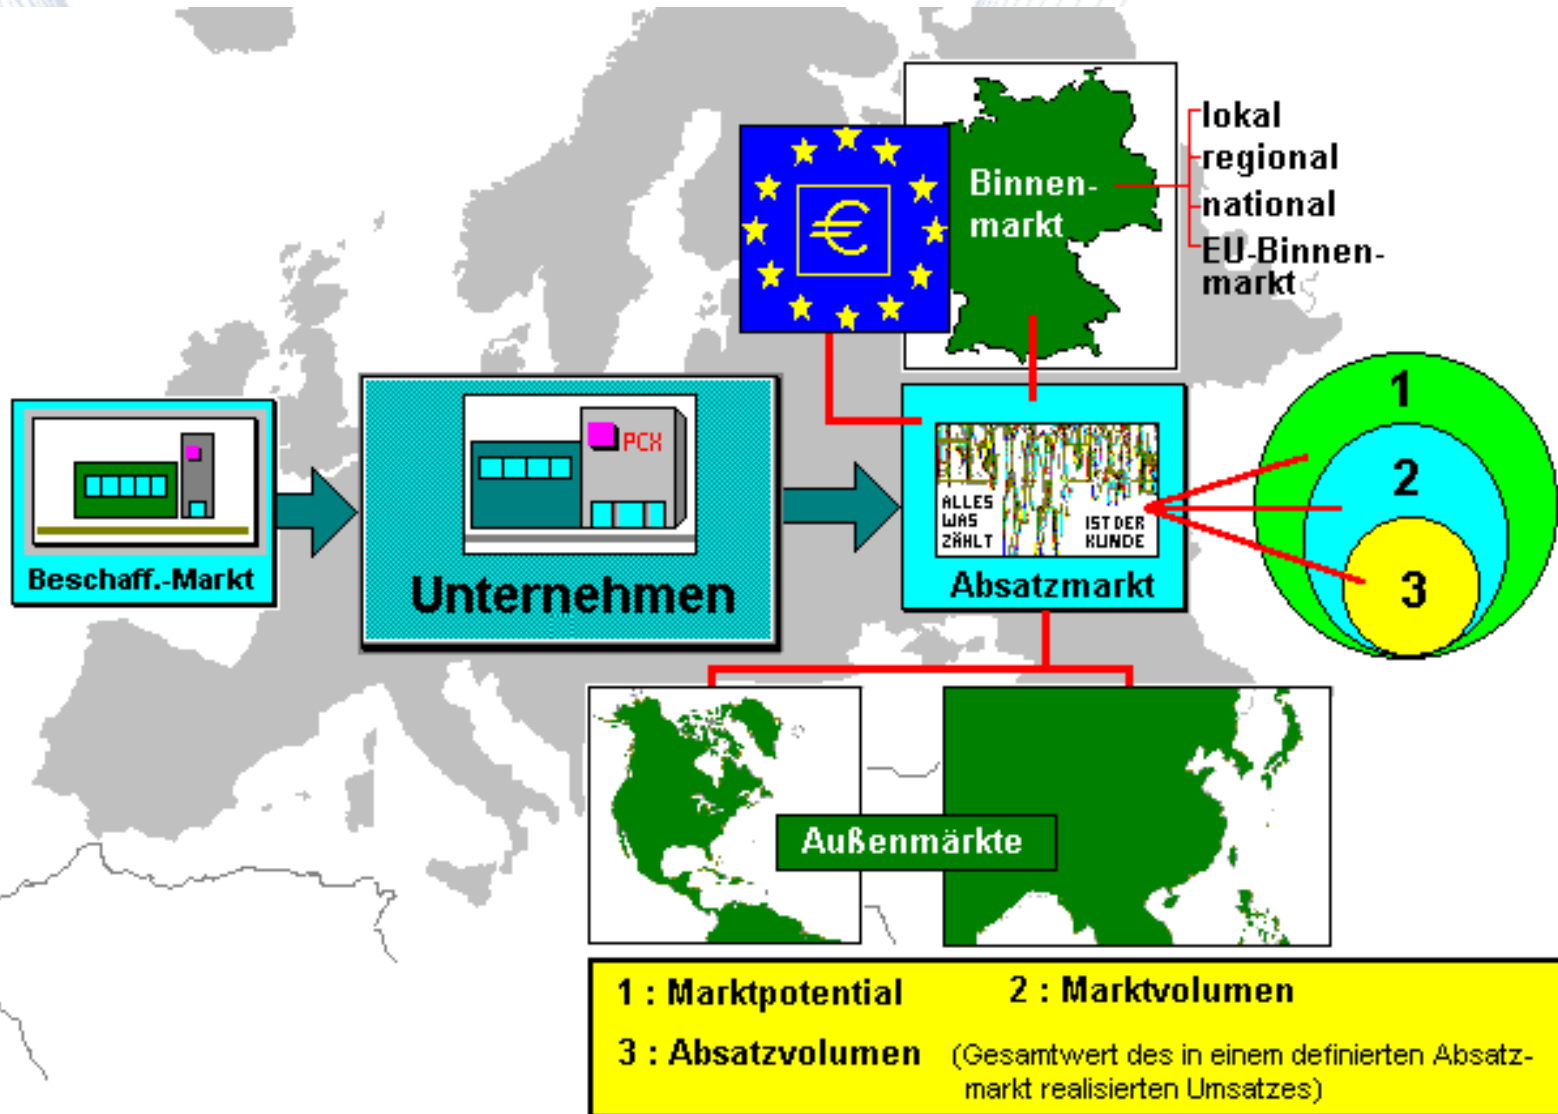 lokal
regional
national
EU-Binnen-
markt
Binnen-
markt
€
1
2
3
PCX
Beschaff.-Markt
Unternehmen
ALLES
WAS
ZÄHLT
IST DER
KUNDE
Absatzmarkt
Außenmärkte
1 : Marktpotential 2 : Marktvolumen
3 : Absatzvolumen (Gesamtwert des in einem definierten Absatz-
markt realisierten Umsatzes)